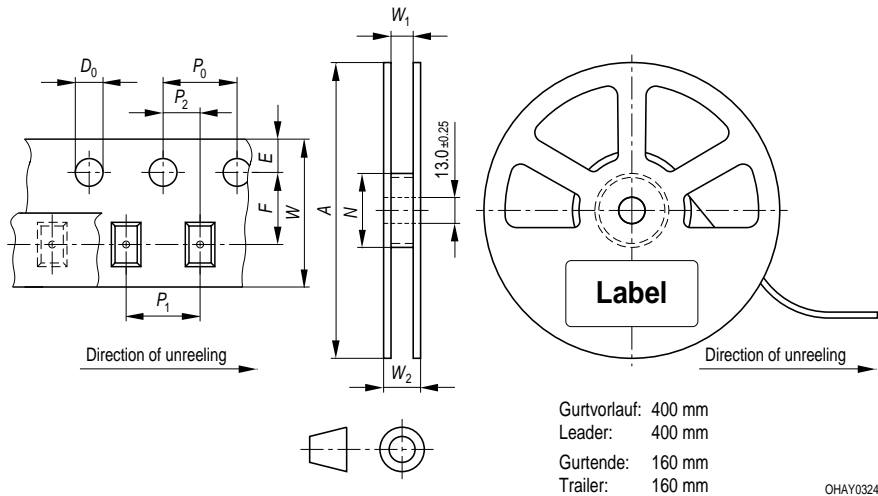 W1
D0
P0
P2
E
F
W
A
N
13.0±0.25
P1
Label
Direction of unreeling
W2
Direction of unreeling
Gurtvorlauf: 400 mm
Leader: 400 mm
Gurtende: 160 mm
Trailer: 160 mm
OHAY0324